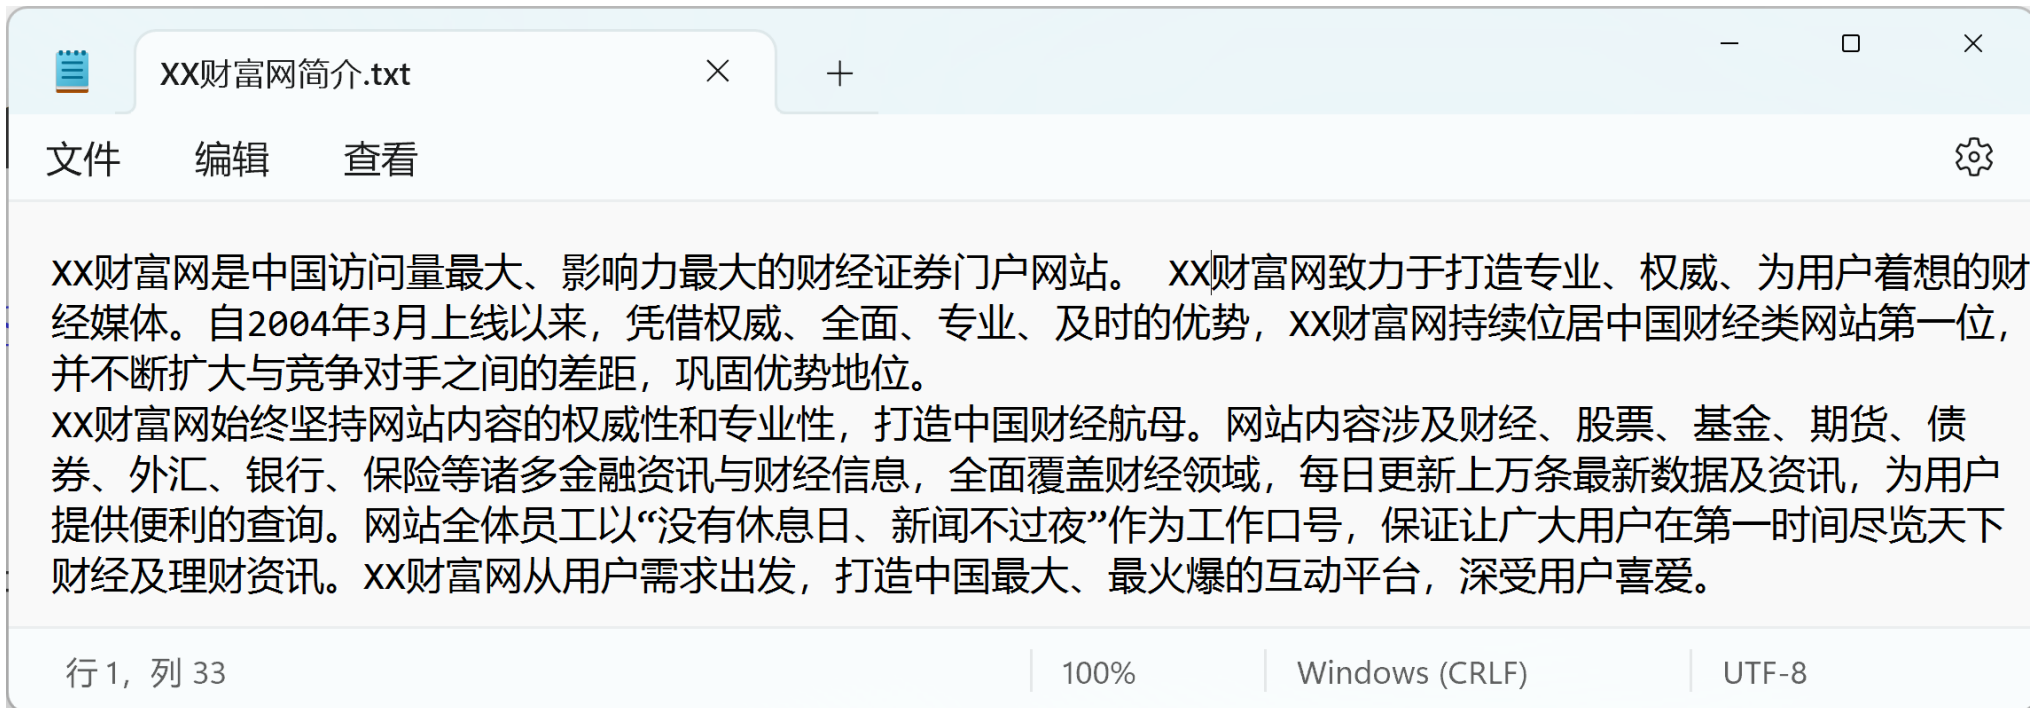 XX财富网简介.txt
文件 编辑 查看
XX财富网是中国访问量最大、影响力最大的财经证券门户网站。 XX财富网致力于打造专业、权威、为用户着想的财
经媒体。自2004年3月上线以来，凭借权威、全面、专业、及时的优势，XX财富网持续位居中国财经类网站第一位，
并不断扩大与竞争对手之间的差距，巩固优势地位。
XX财富网始终坚持网站内容的权威性和专业性，打造中国财经航母。网站内容涉及财经、股票、基金、期货、债
券、外汇、银行、保险等诸多金融资讯与财经信息，全面覆盖财经领域，每日更新上万条最新数据及资讯，为用户
提供便利的查询。网站全体员工以“没有休息日、新闻不过夜”作为工作口号，保证让广大用户在第一时间尽览天下
财经及理财资讯。XX财富网从用户需求出发，打造中国最大、最火爆的互动平台，深受用户喜爱。
行 1，列 33 100% Windows (CRLF) UTF-8